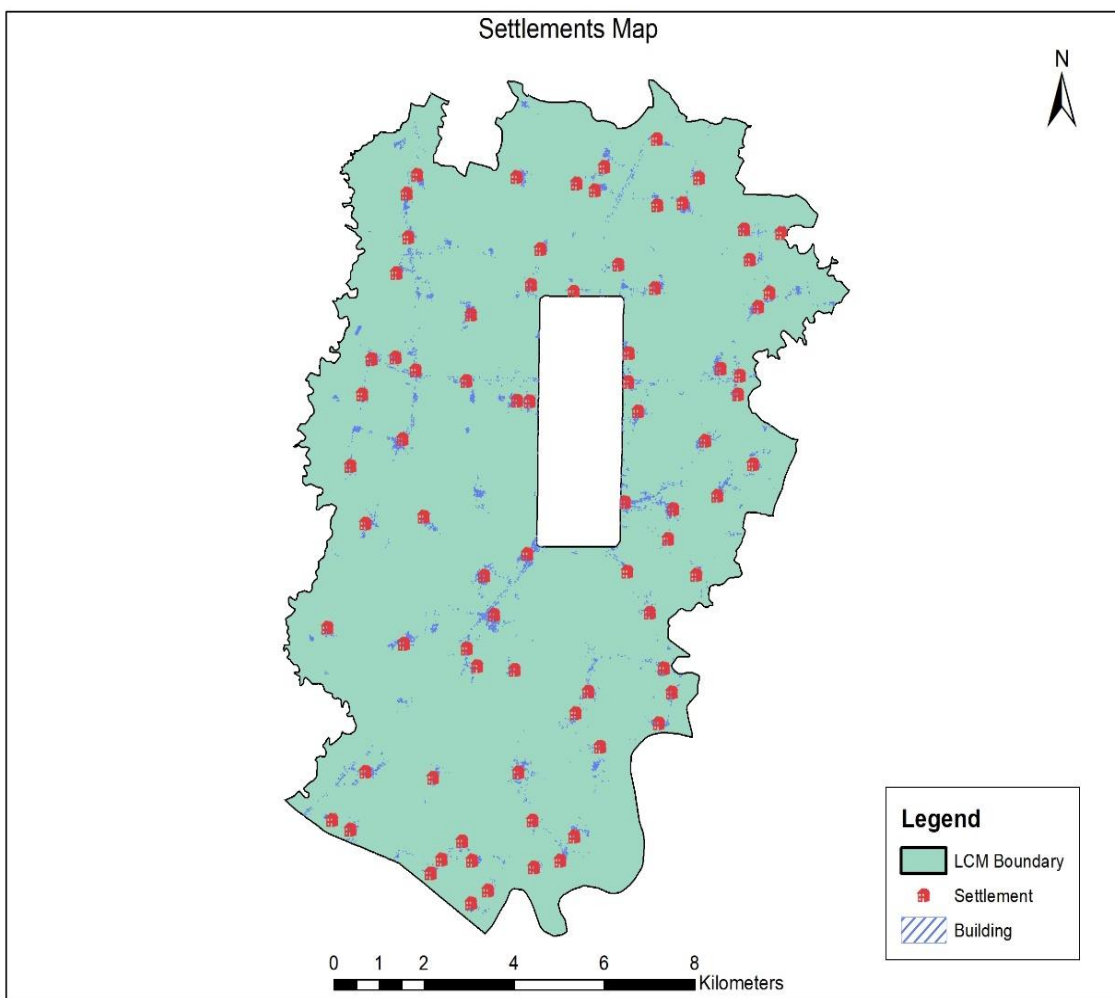 Settlements Map
N
Legend
LCM Boundary
Settlement
Building
0 1 2 4 6 8
Kilometers